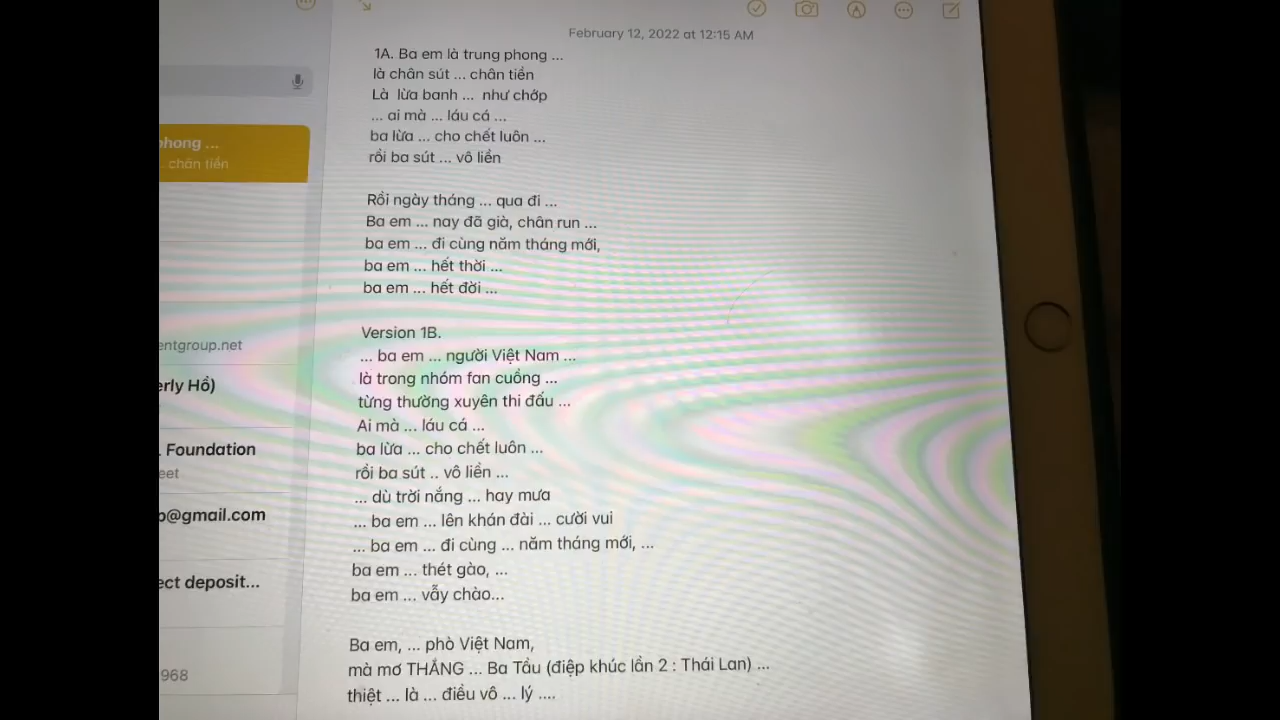 phong ...
. chân tiền
entgroup.net
erly Hồ)
. Foundation
eet
@gmail.com
ect deposit...
968
February 12, 2022 at 12:15 AM
1A. Ba em là trung phong ...
là chân sút ... chân tiền
Là lừa banh ... như chớp
... ai mà ... láu cá ...
ba lừa ... cho chết luôn ...
rồi ba sút ... vô liền
Rồi ngày tháng ... qua đi ...
Ba em ... nay đã già, chân run ...
ba em ... đi cùng năm tháng mới,
ba em ... hết thời ...
ba em ... hết đời ...
Version 1B.
... ba em ... người Việt Nam ...
là trong nhóm fan cuồng ...
từng thường xuyên thi đấu ...
Ai mà ... láu cá ...
ba lừa ... cho chết luôn ...
rồi ba sút .. vô liền ...
... dù trời nắng ... hay mưa
... ba em ... lên khán đài ... cười vui
... ba em ... đi cùng ... năm tháng mới, ...
ba em ... thét gào, ...
ba em ... vẫy chào...
Ba em, ... phò Việt Nam,
mà mơ THẮNG ... Ba Tầu (điệp khúc lần 2 : Thái Lan) ...
thiệt ... là ... điều vô ... lý ....